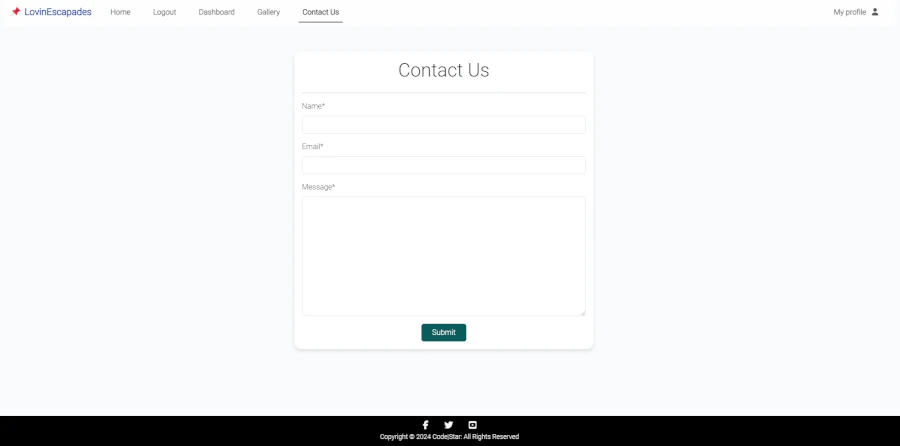 LovinEscapades Home Logout Dashboard Gallery Contact Us My profile
Contact Us
Name*
Email*
Message*
Submit
Copyright © 2024 Code|Star: All Rights Reserved